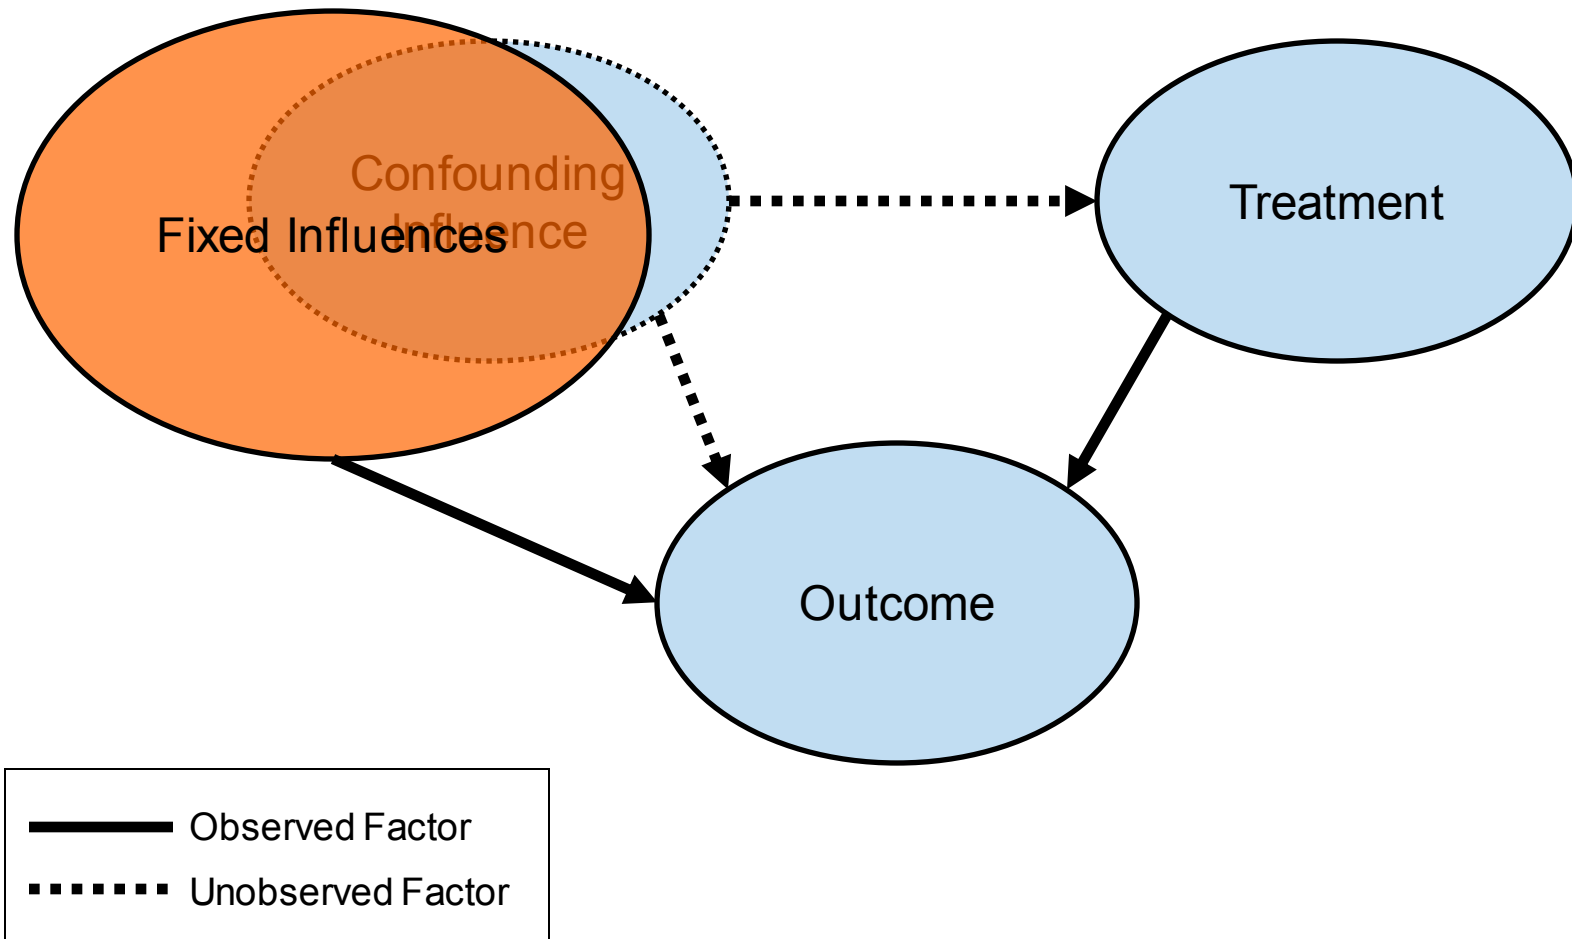 Confounding
Influence
Fixed Influences
Treatment
Outcome
Observed Factor
Unobserved Factor